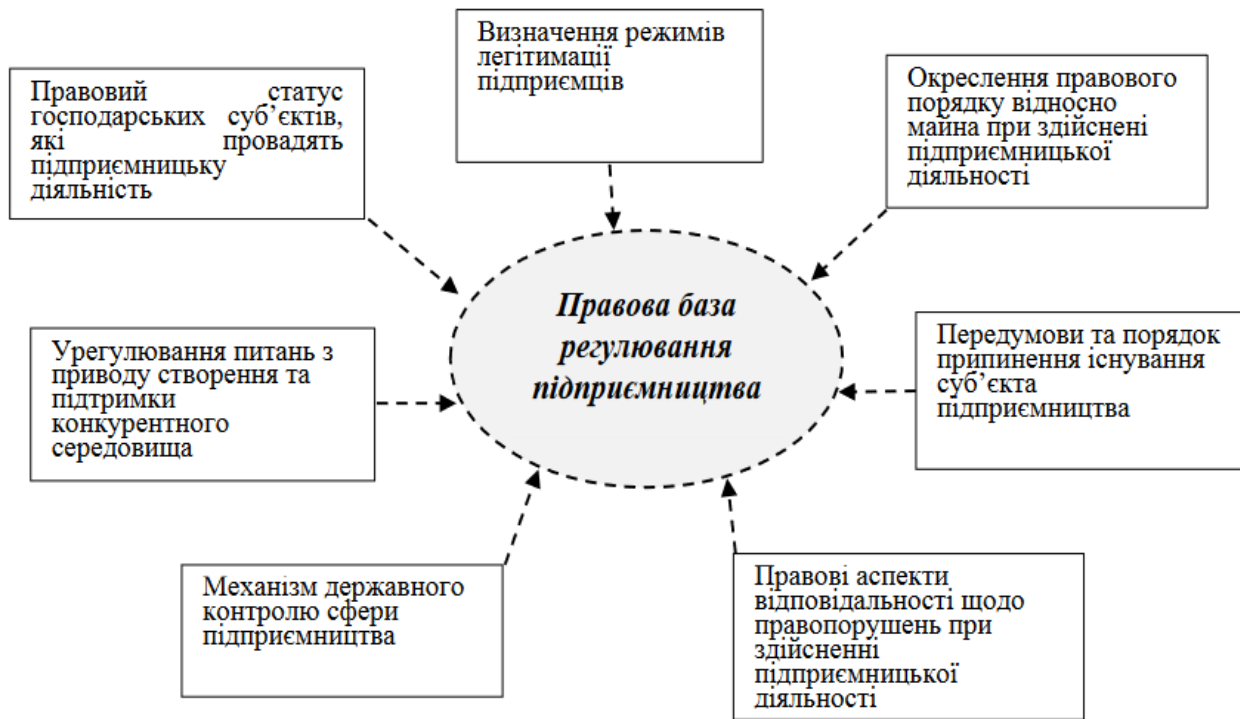 Визначення режимів
легітимації
підприємців
Правовий статус
господарських суб’єктів,
які провадять
підприємницьку
діяльність
Окреслення правового
порядку відносно
майна при здійснені
підприємницької
діяльності
Правова база
регулювання
підприємництва
Урегулювання питань з
приводу створення та
підтримки
конкурентного
середовища
Передумови та порядок
припинення існування
суб’єкта
підприємництва
Механізм державного
контролю сфери
підприємництва
Правові аспекти
відповідальності щодо
правопорушень при
здійсненні
підприємницької
діяльності